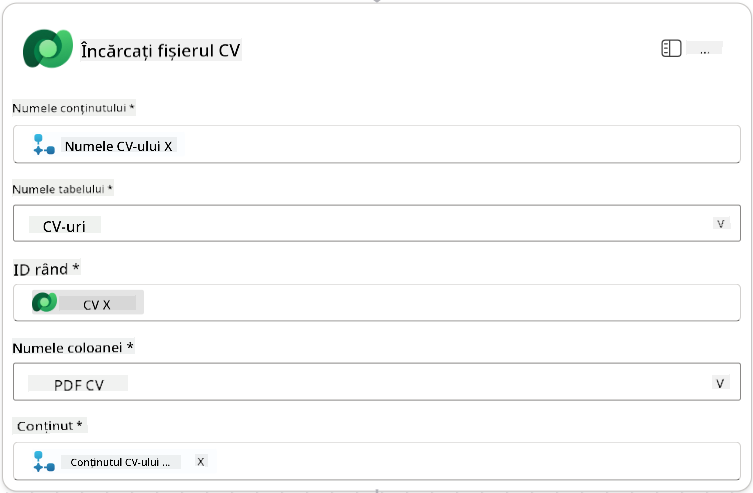 Încărcați fișierul CV
...
Numele conținutului *
Numele CV-ului X
Numele tabelului *
CV-uri V
ID rând *
CV X
Numele coloanei *
PDF CV V
Conținut *
Conținutul CV-ului ... X